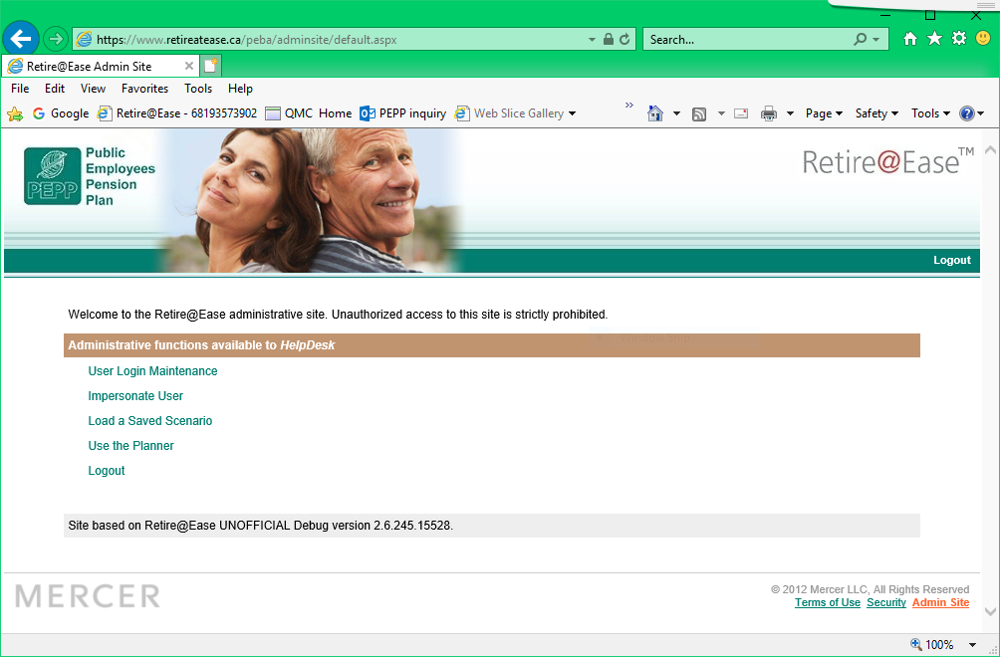 https://www.retireatease.ca/peba/adminsite/default.aspx
Search...
Retire@Ease Admin Site
File Edit View Favorites Tools Help
Google Retire@Ease - 68193573902 QMC Home PEPP inquiry Web Slice Gallery » Page Safety Tools
PEPP
Public
Employees
Pension
Plan
Retire@Ease™
Logout
Welcome to the Retire@Ease administrative site. Unauthorized access to this site is strictly prohibited.
Administrative functions available to HelpDesk
User Login Maintenance
Impersonate User
Load a Saved Scenario
Use the Planner
Logout
Site based on Retire@Ease UNOFFICIAL Debug version 2.6.245.15528.
MERCER
© 2012 Mercer LLC, All Rights Reserved
Terms of Use Security Admin Site
100%